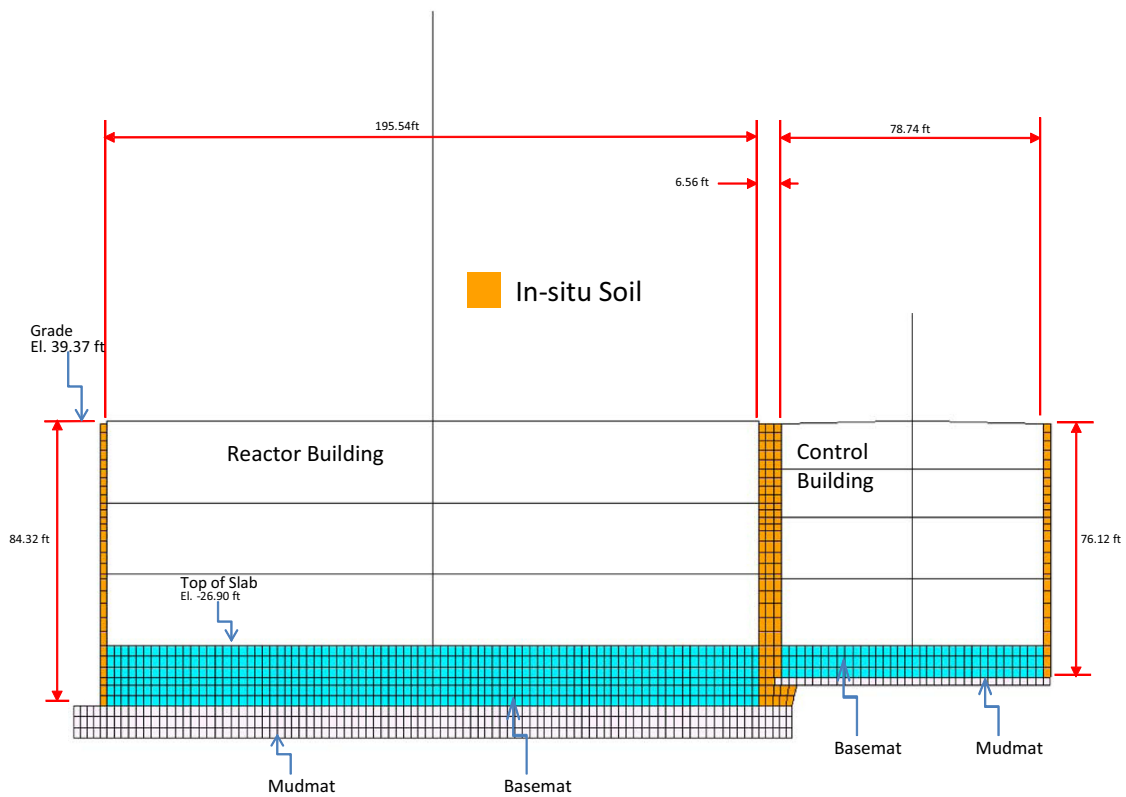 195.54ft
78.74 ft
6.56 ft
In-situ Soil
Grade
El. 39.37 ft
Reactor Building
Control
Building
84.32 ft
76.12 ft
Top of Slab
El. -26.90 ft
Basemat
Mudmat
Mudmat
Basemat